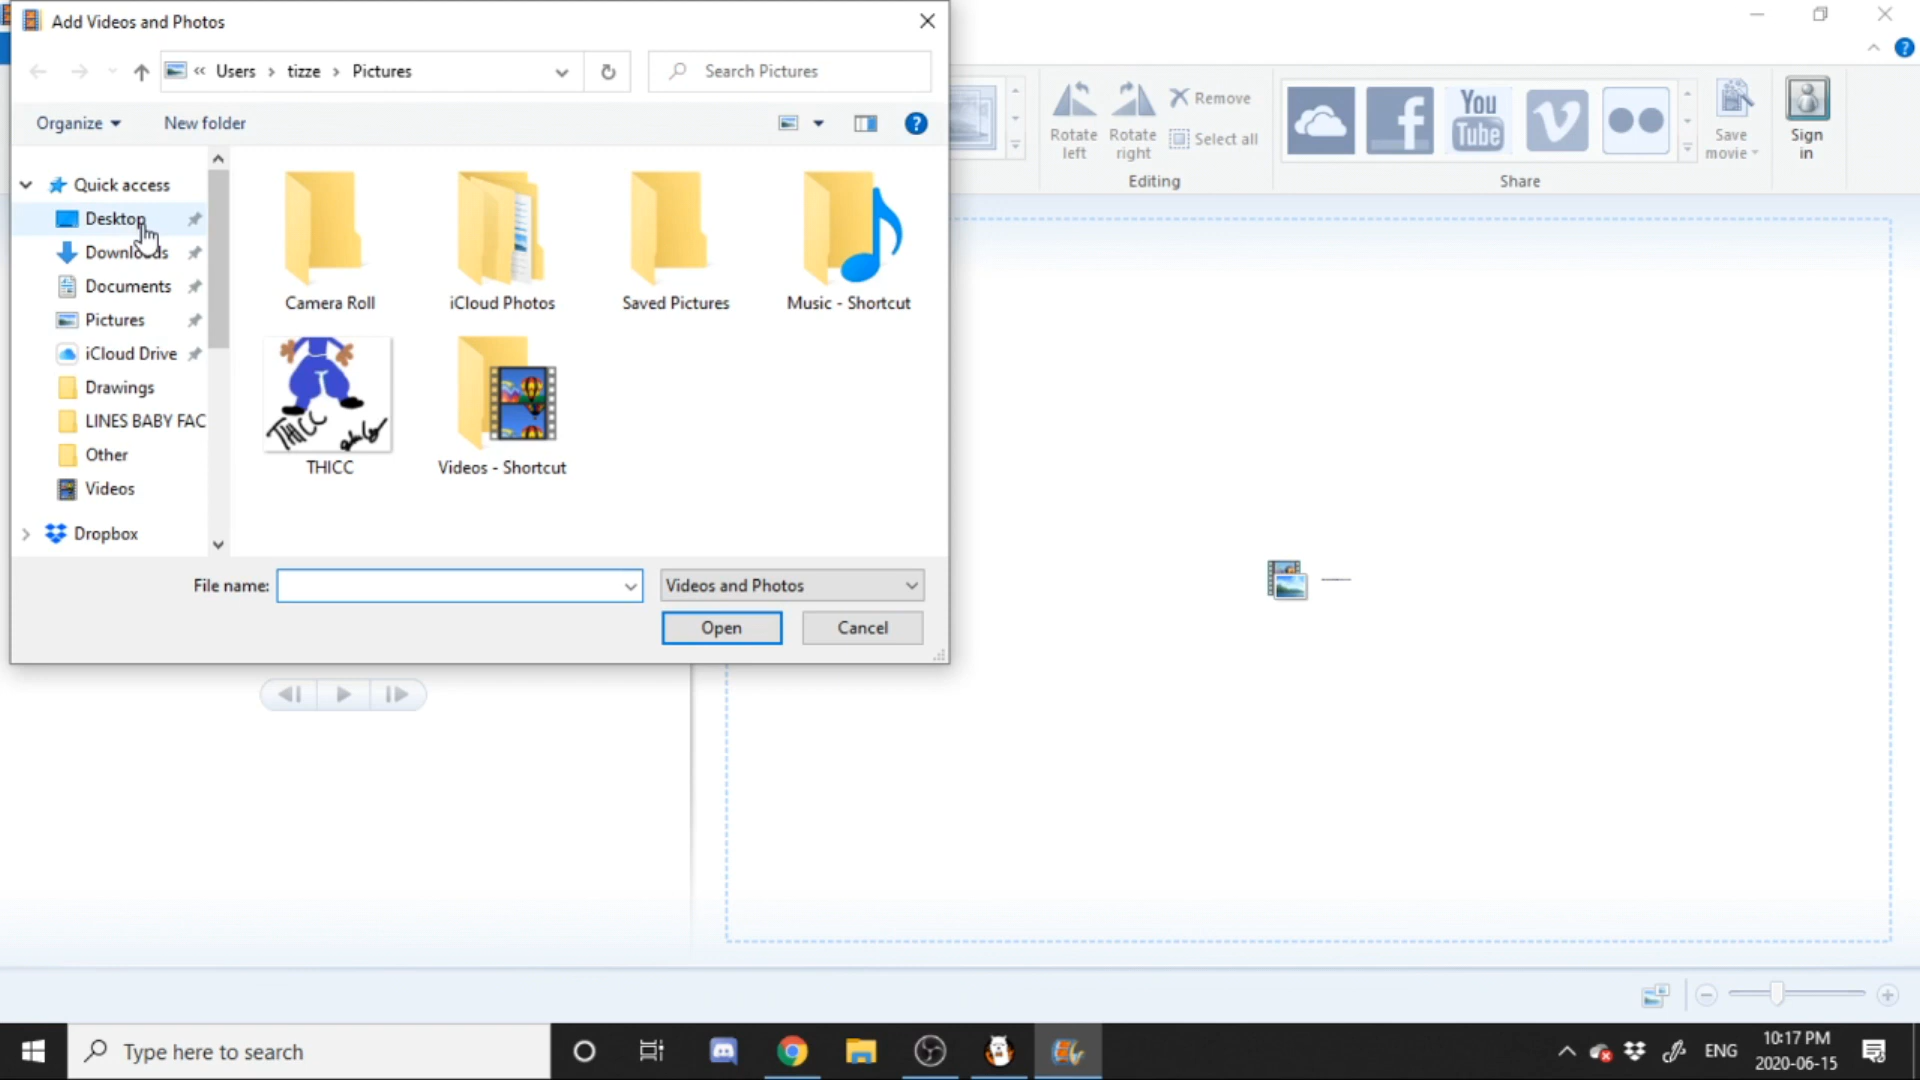 Add Videos and Photos
« Users › tizze › Pictures
Search Pictures
Organize
New folder
Quick access
Desktop
Downloads
Documents
Pictures
iCloud Drive
Drawings
LINES BABY FAC
Other
Videos
Dropbox
Camera Roll
iCloud Photos
Saved Pictures
Music - Shortcut
THICC
THICC
Videos - Shortcut
File name:
Videos and Photos
Open
Cancel
Rotate left
Rotate right
Remove
Select all
Editing
You Tube
Share
Save movie
Sign in
Type here to search
ENG
10:17 PM
2020-06-15